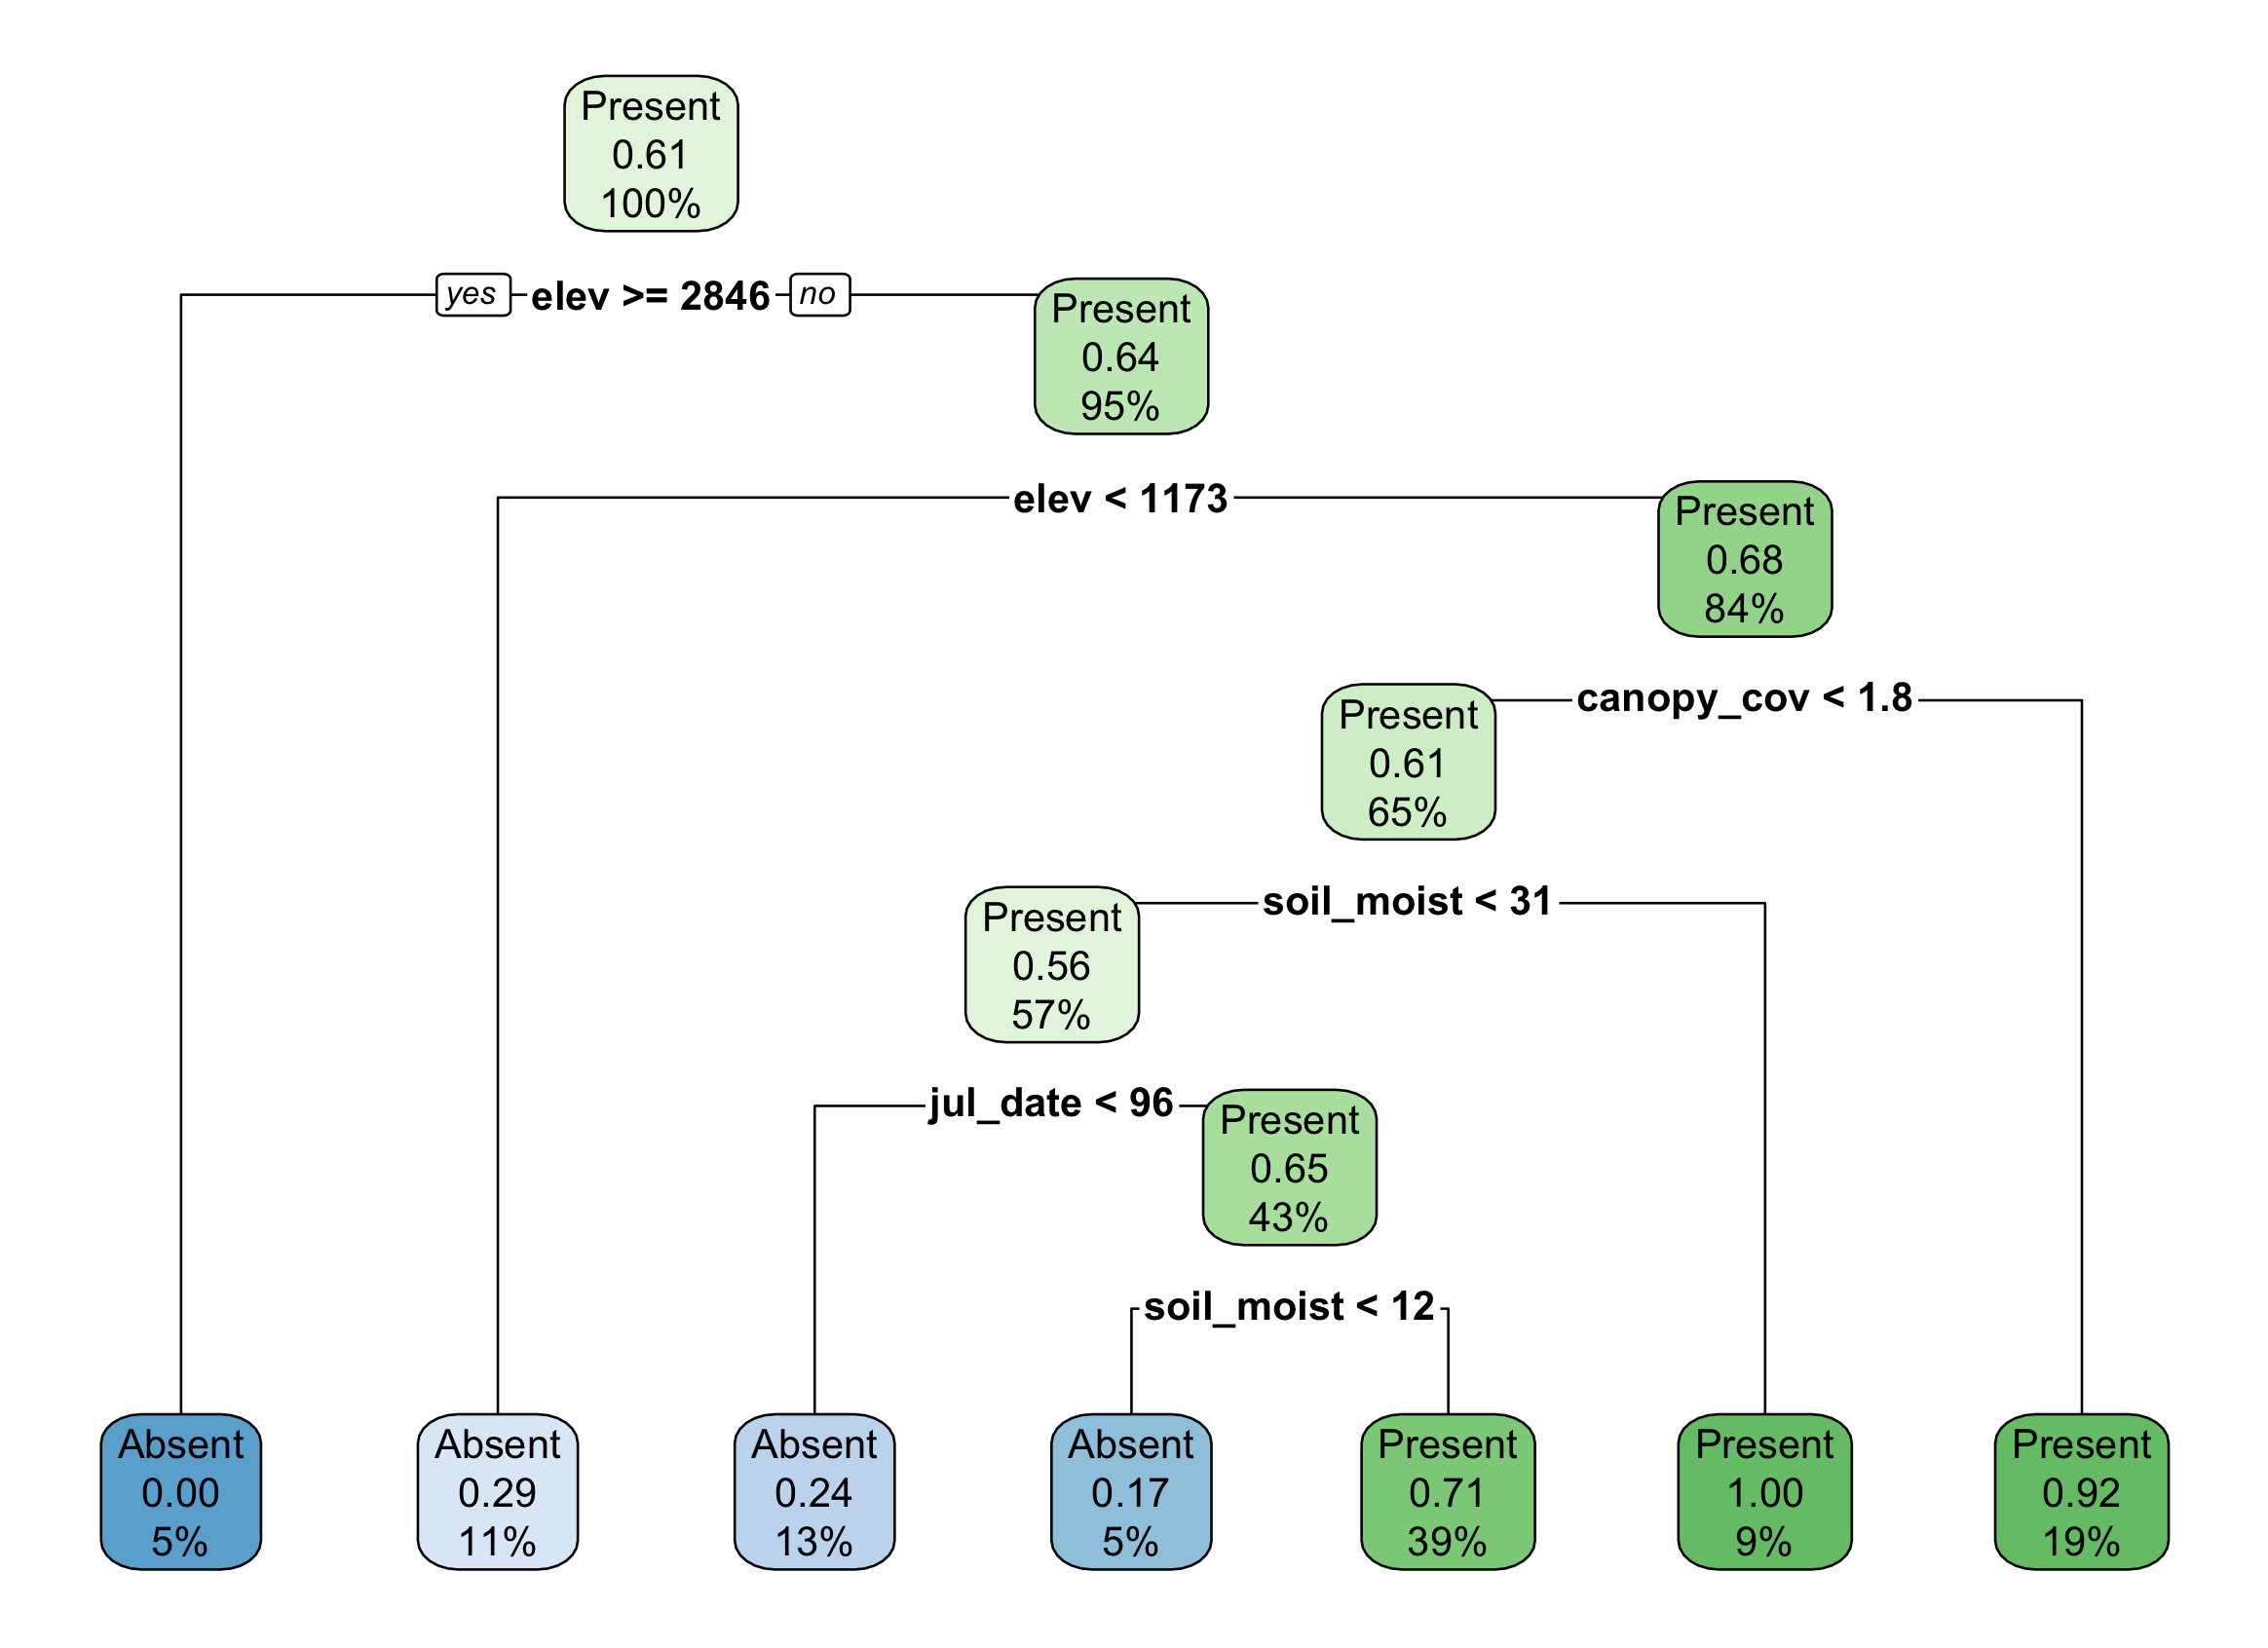 Present
0.61
100%
yes
elev >= 2846
no
Present
0.64
95%
elev < 1173
Present
0.68
84%
canopy_cov < 1.8
Present
0.61
65%
soil_moist < 31
Present
0.56
57%
jul_date < 96
Present
0.65
43%
soil_moist < 12
Absent
0.00
5%
Absent
0.29
11%
Absent
0.24
13%
Absent
0.17
5%
Present
0.71
39%
Present
1.00
9%
Present
0.92
19%